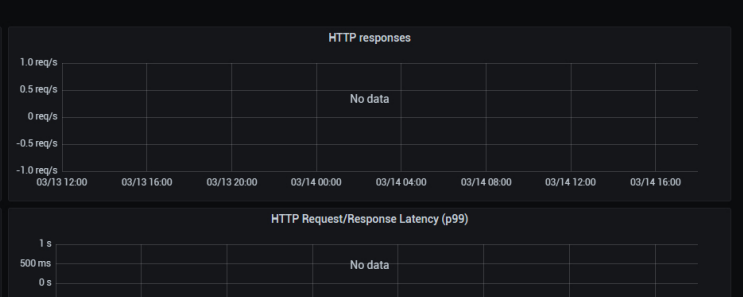 HTTP responses
1.0 req/s
0.5 req/s
No data
0 req/s
-0.5 req/s
-1.0 req/s
03/13 12:00 03/13 16:00 03/13 20:00 03/14 00:00 03/14 04:00 03/14 08:00 03/14 12:00 03/14 16:00
HTTP Request/Response Latency (p99)
1 s
500 ms No data
0 s